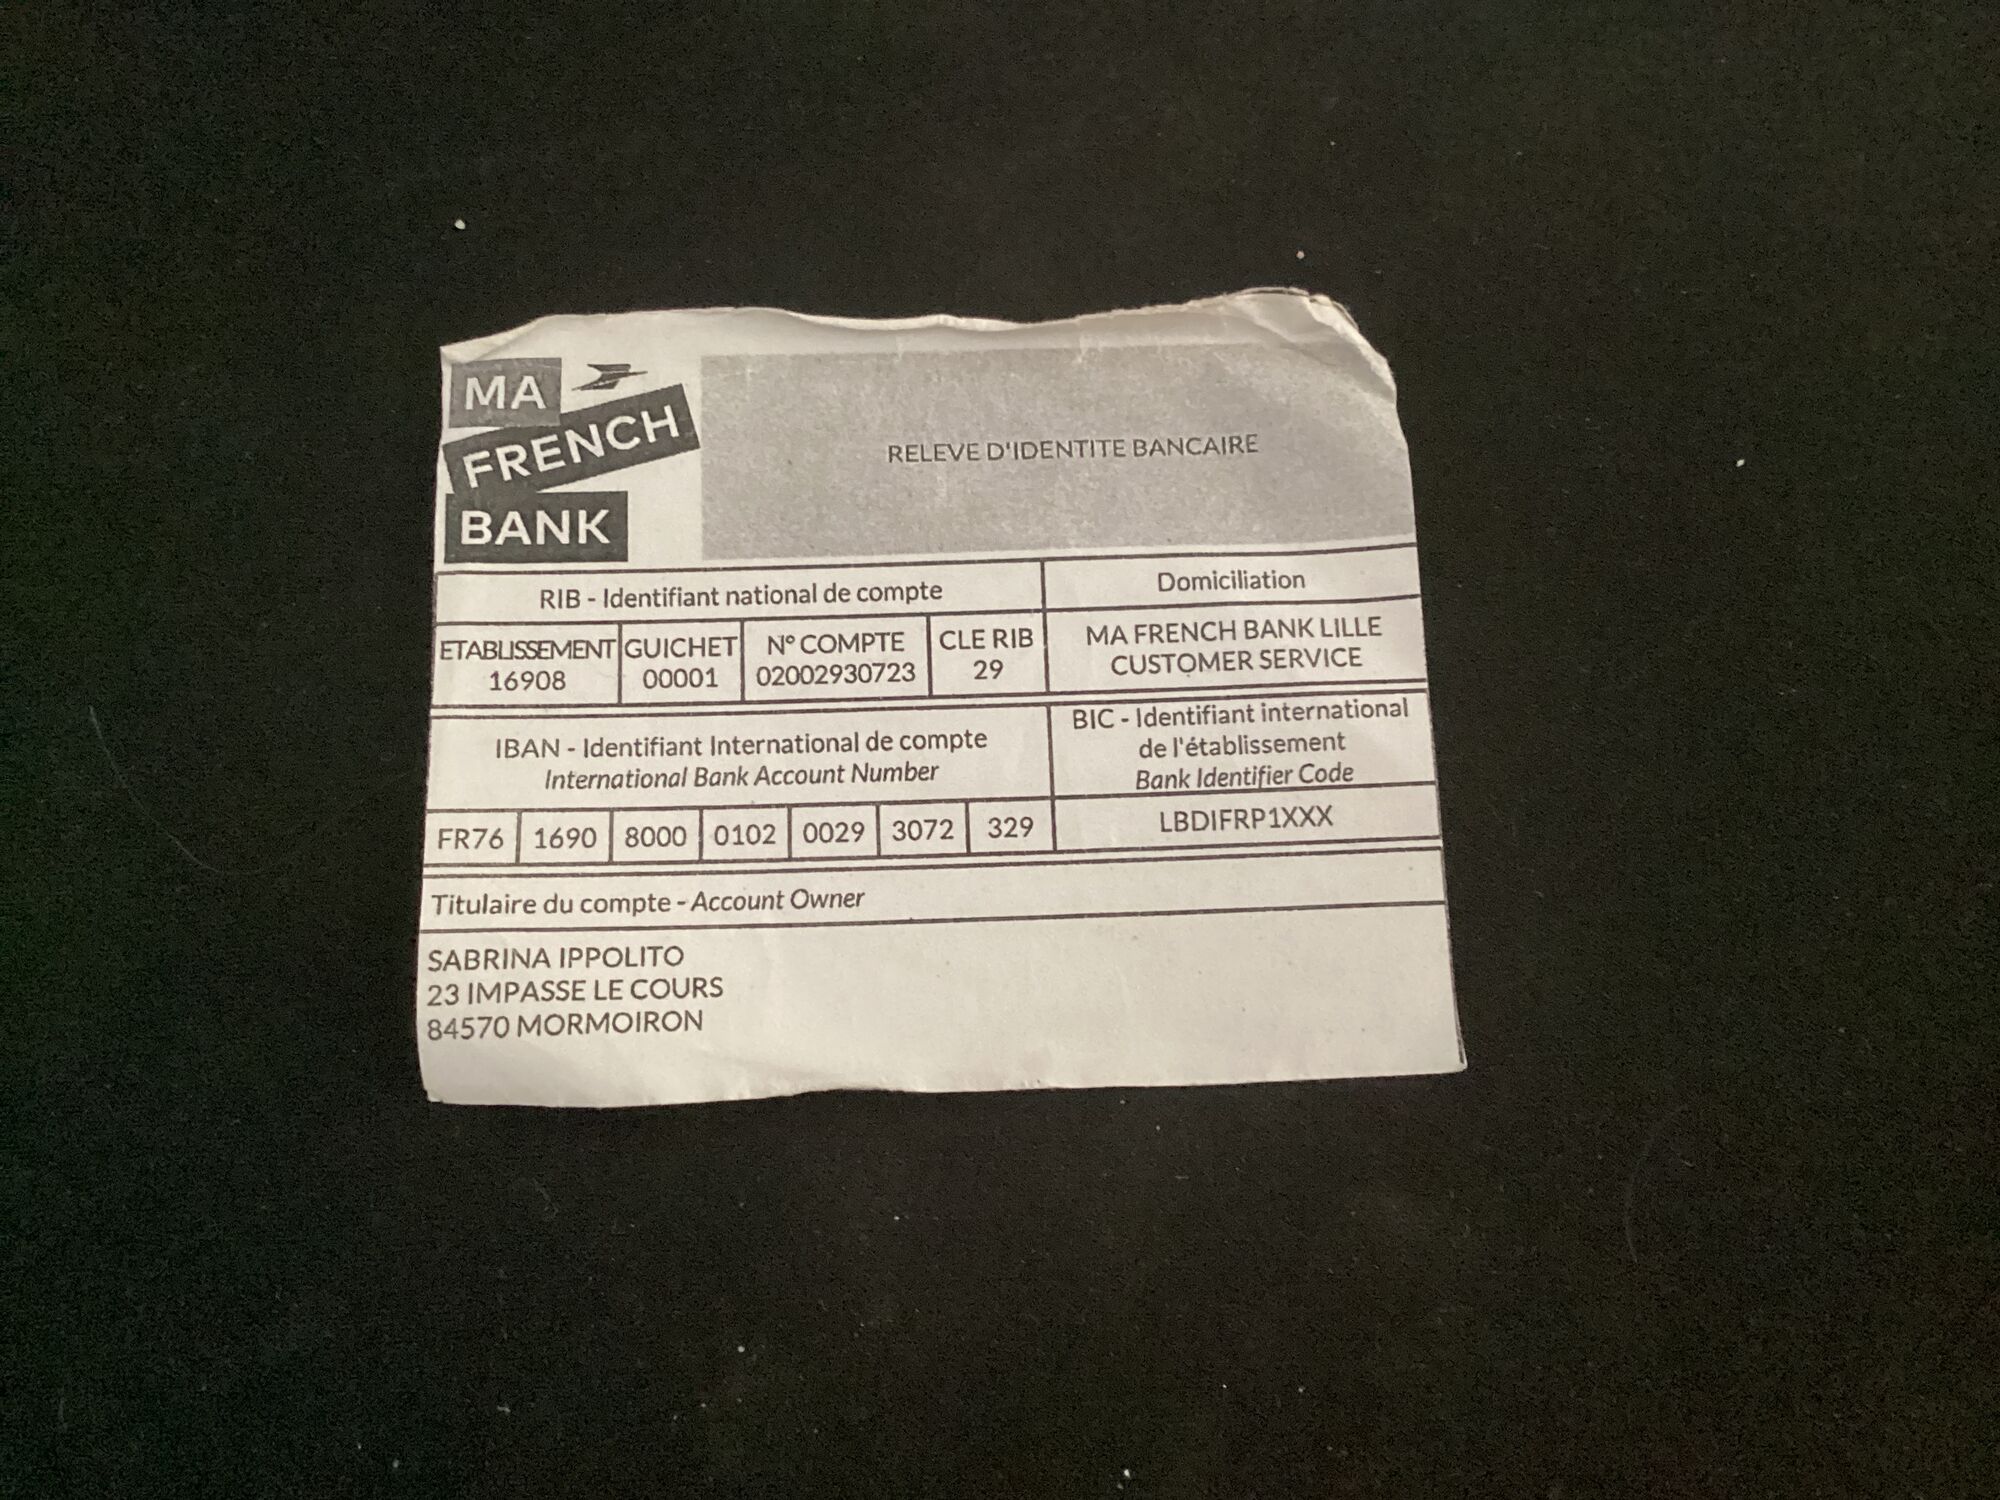 MA
FRENCH
BANK
RELEVE D'IDENTITE BANCAIRE
RIB - Identifiant national de compte
Domiciliation
ETABLISSEMENT GUICHET N° COMPTE CLE RIB
16908 00001 02002930723 29
MA FRENCH BANK LILLE
CUSTOMER SERVICE
IBAN - Identifiant International de compte
International Bank Account Number
BIC - Identifiant international
de l'établissement
Bank Identifier Code
FR76 1690 8000 0102 0029 3072 329
LBDIFRP1XXX
Titulaire du compte - Account Owner
SABRINA IPPOLITO
23 IMPASSE LE COURS
84570 MORMOIRON